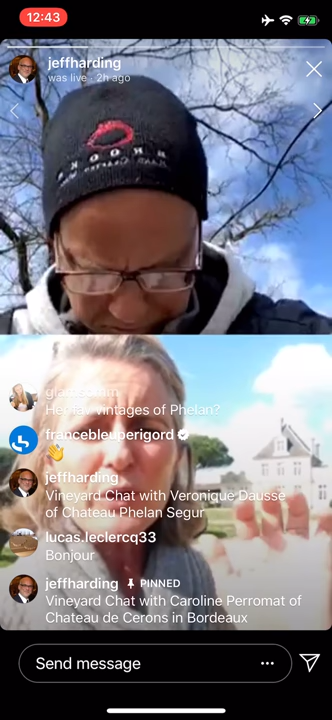 12:43
jeffharding
was live · 2h ago
giammomm
vintages of Phelan?
francebleuperigord
👋
jeffharding
Vineyard Chat with Veronique Dausse
of Chateau Phelan Segur
lucas.leclercq33
Bonjour
jeffharding PINNED
Vineyard Chat with Caroline Perromat of
Chateau de Cerons in Bordeaux
Send message